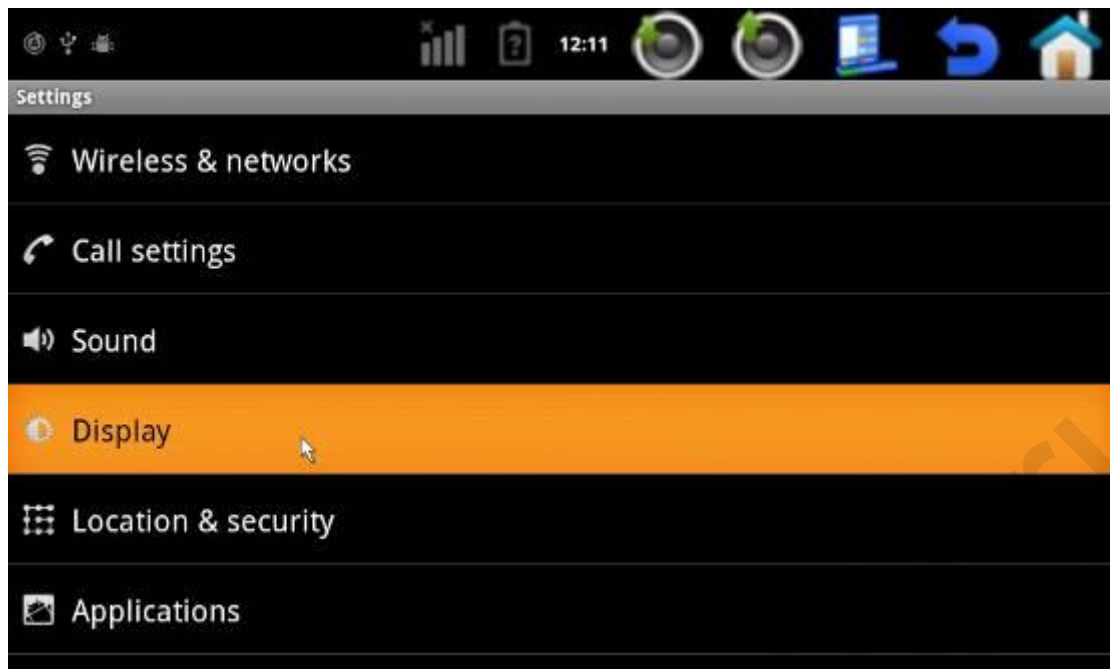 12:11
Settings
Wireless & networks
Call settings
Sound
Display
Location & security
Applications